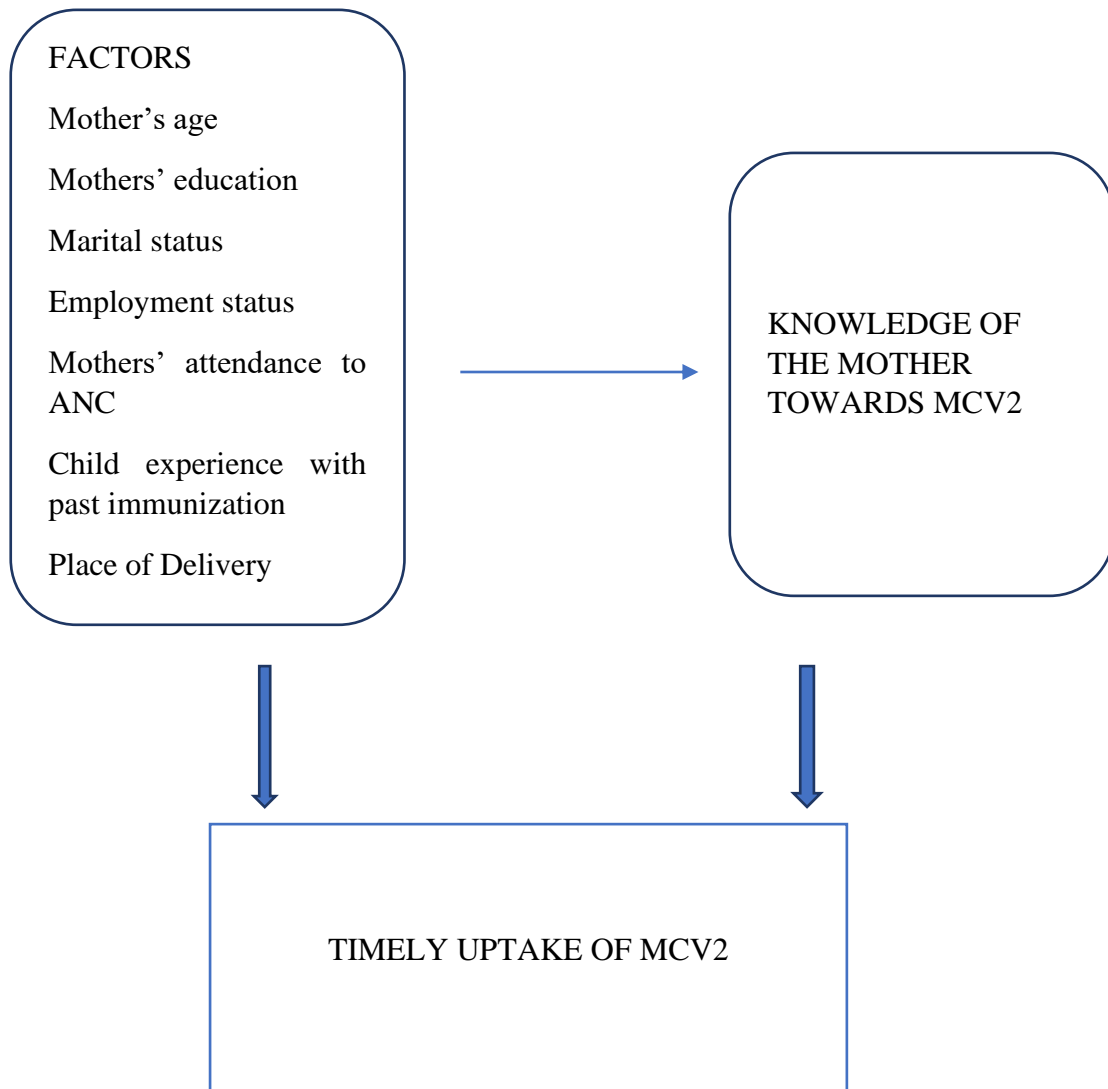 FACTORS
Mother’s age
Mothers’ education
Marital status
Employment status
Mothers’ attendance to
ANC
Child experience with
past immunization
Place of Delivery
KNOWLEDGE OF
THE MOTHER
TOWARDS MCV2
TIMELY UPTAKE OF MCV2